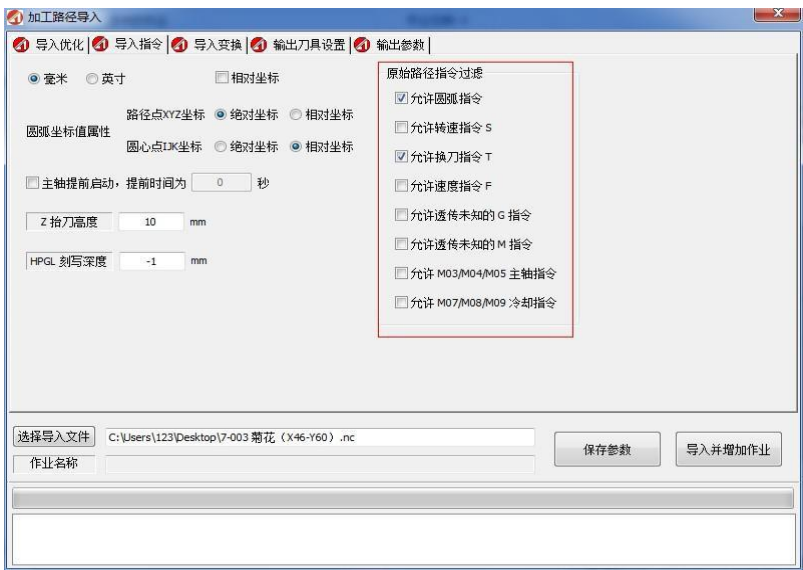 加工路径导入
导入优化 导入指令 导入变换 输出刀具设置 输出参数
毫米 英寸 相对坐标
圆弧坐标值属性
路径点XYZ坐标 绝对坐标 相对坐标
圆心点IJK坐标 绝对坐标 相对坐标
主轴提前启动，提前时间为 0 秒
Z 抬刀高度 10 mm
HPGL 刻写深度 -1 mm
原始路径指令过滤
允许圆弧指令
允许转速指令 S
允许换刀指令 T
允许速度指令 F
允许透传未知的 G 指令
允许透传未知的 M 指令
允许 M03/M04/M05 主轴指令
允许 M07/M08/M09 冷却指令
选择导入文件 C:\Users\123\Desktop\7-003 菊花（X46-Y60）.nc
作业名称
保存参数 导入并增加作业